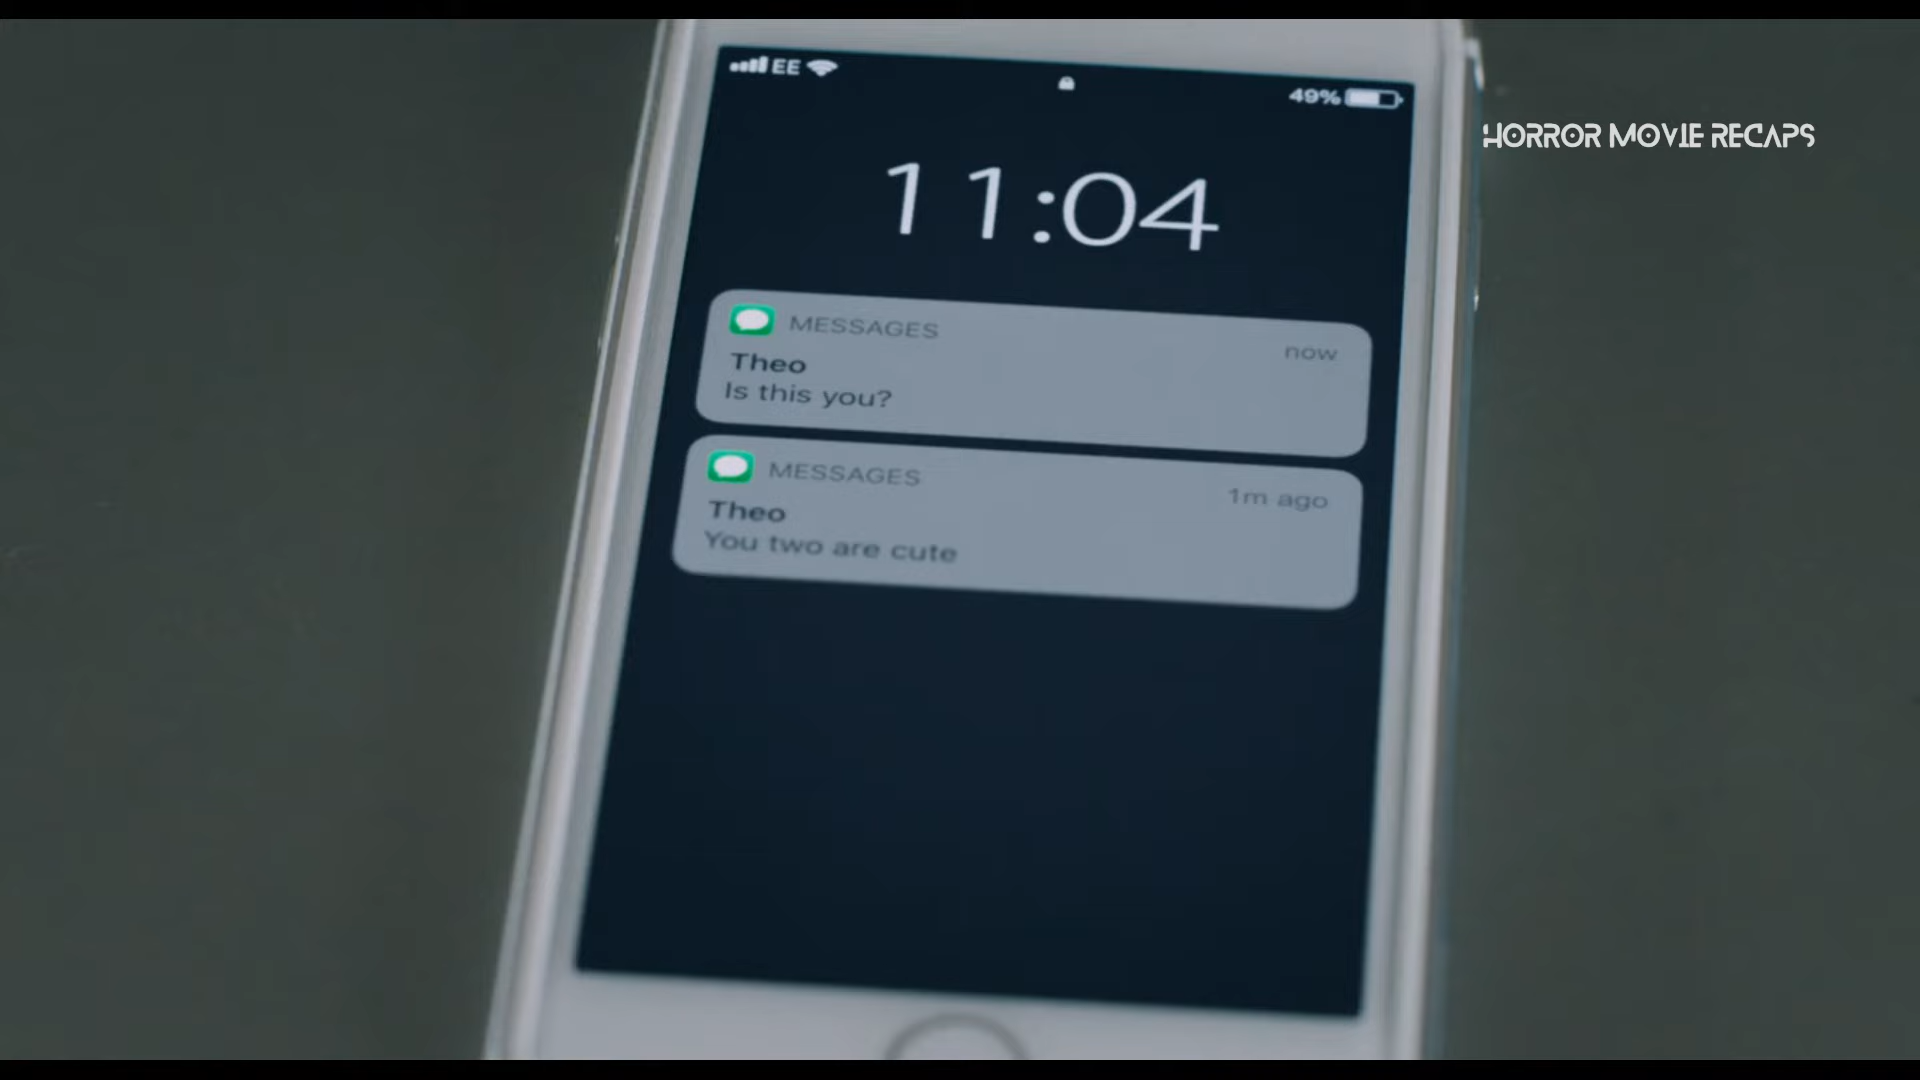 EE
49%
HORROR MOVIE RECAPS
11:04
MESSAGES
now
Theo
Is this you?
MESSAGES
1m ago
Theo
You two are cute